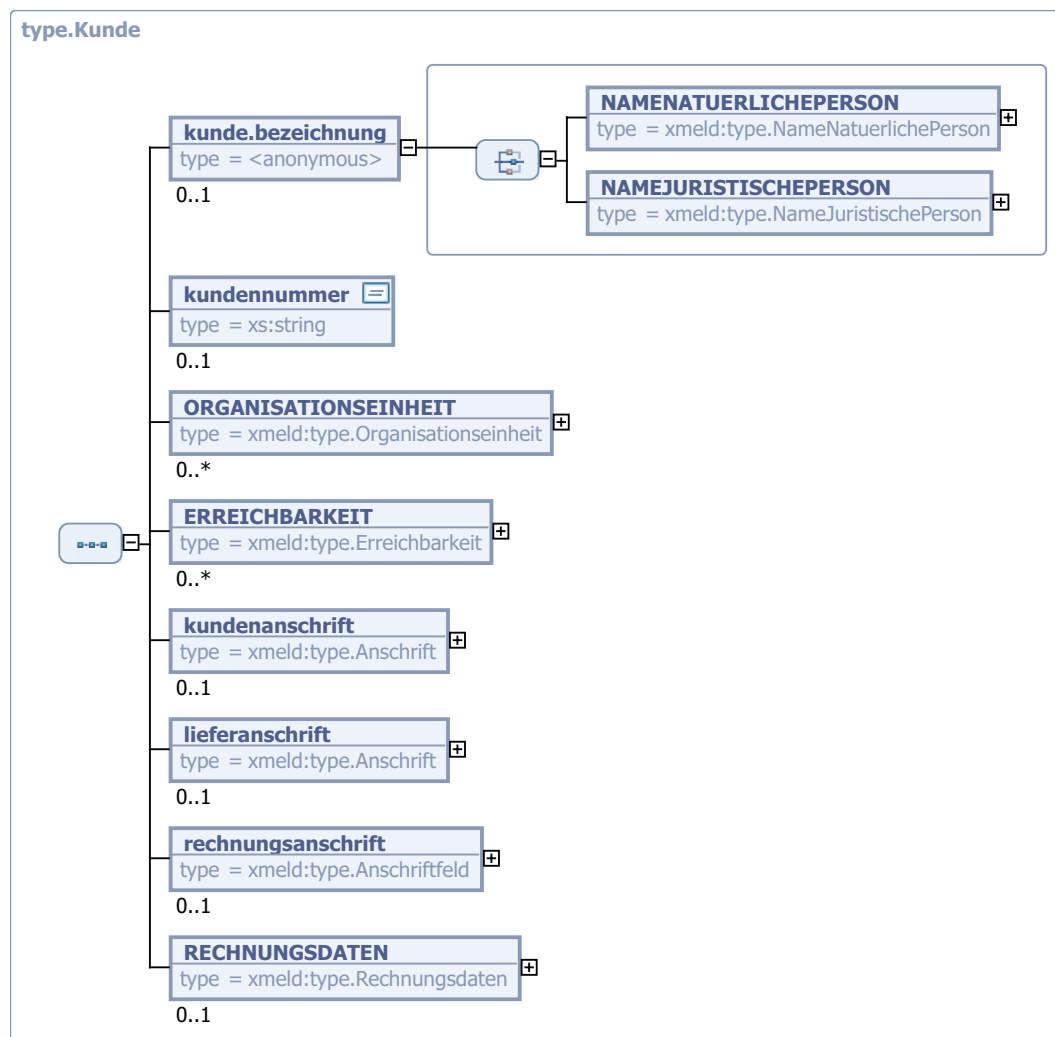 type.Kunde
kunde.bezeichnung
type = <anonymous>
0..1
NAMENATUERLICHEPERSON
type = xmeld:type.NameNatuerlichePerson
NAMEJURISTISCHEPERSON
type = xmeld:type.NameJuristischePerson
kundennummer
type = xs:string
0..1
ORGANISATIONSEINHEIT
type = xmeld:type.Organisationseinheit
0..*
ERREICHBARKEIT
type = xmeld:type.Erreichbarkeit
0..*
kundenanschrift
type = xmeld:type.Anschrift
0..1
lieferanschrift
type = xmeld:type.Anschrift
0..1
rechnungsanschrift
type = xmeld:type.Anschriftfeld
0..1
RECHNUNGSDATEN
type = xmeld:type.Rechnungsdaten
0..1